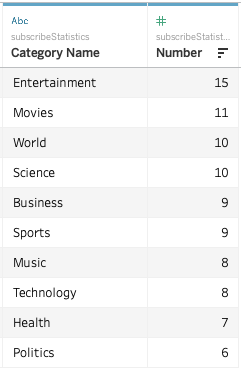 Abc #
subscribeStatistics subscribeStatist...
Category Name Number
Entertainment 15
Movies 11
World 10
Science 10
Business 9
Sports 9
Music 8
Technology 8
Health 7
Politics 6